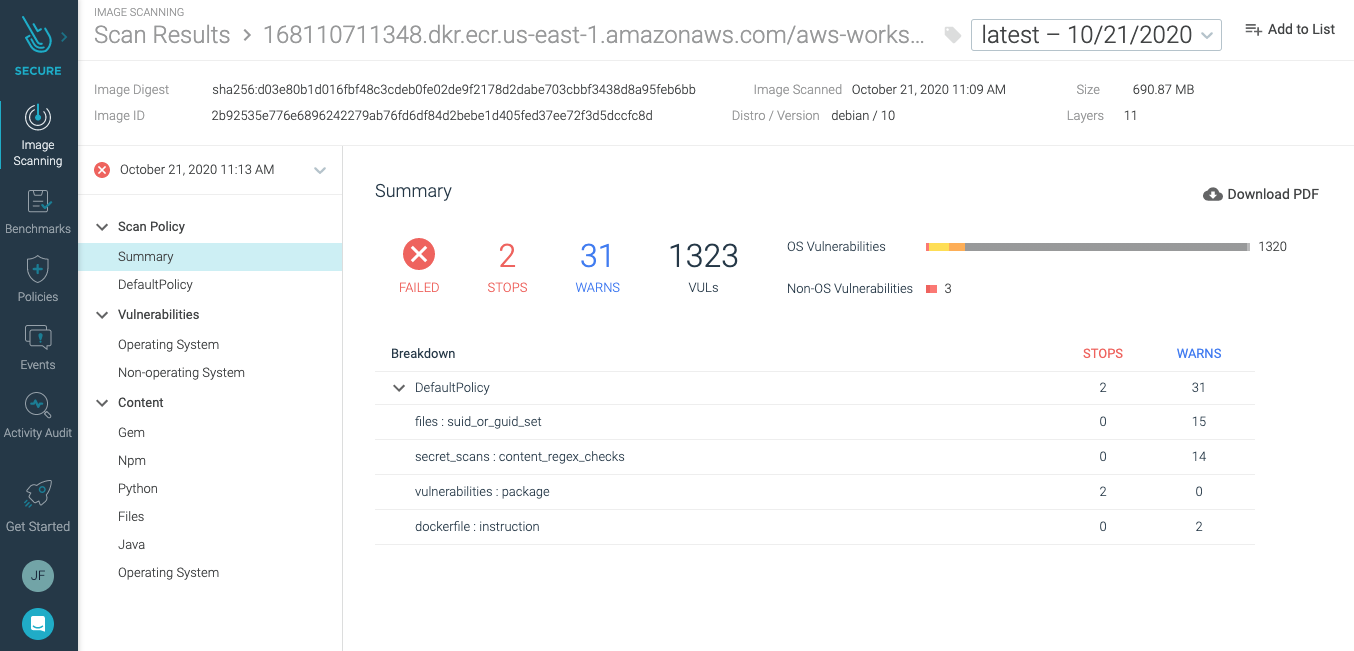 IMAGE SCANNING
Scan Results > 168110711348.dkr.ecr.us-east-1.amazonaws.com/aws-works... latest – 10/21/2020 Add to List
SECURE
Image Digest sha256:d03e80b1d016fbf48c3cdeb0fe02de9f2178d2dabe703cbbf3438d8a95feb6bb Image Scanned October 21, 2020 11:09 AM Size 690.87 MB
Image ID 2b92535e776e6896242279ab76fd6df84d2bebe1d405fed37ee72f3d5dccfc8d Distro / Version debian / 10 Layers 11
Image
Scanning
Benchmarks
Policies
Events
Activity Audit
Get Started
JF
October 21, 2020 11:13 AM
Scan Policy
Summary
DefaultPolicy
Vulnerabilities
Operating System
Non-operating System
Content
Gem
Npm
Python
Files
Java
Operating System
Summary
Download PDF
2 31 1323
FAILED STOPS WARNS VULs
OS Vulnerabilities 1320
Non-OS Vulnerabilities 3
Breakdown STOPS WARNS
DefaultPolicy 2 31
files : suid_or_guid_set 0 15
secret_scans : content_regex_checks 0 14
vulnerabilities : package 2 0
dockerfile : instruction 0 2